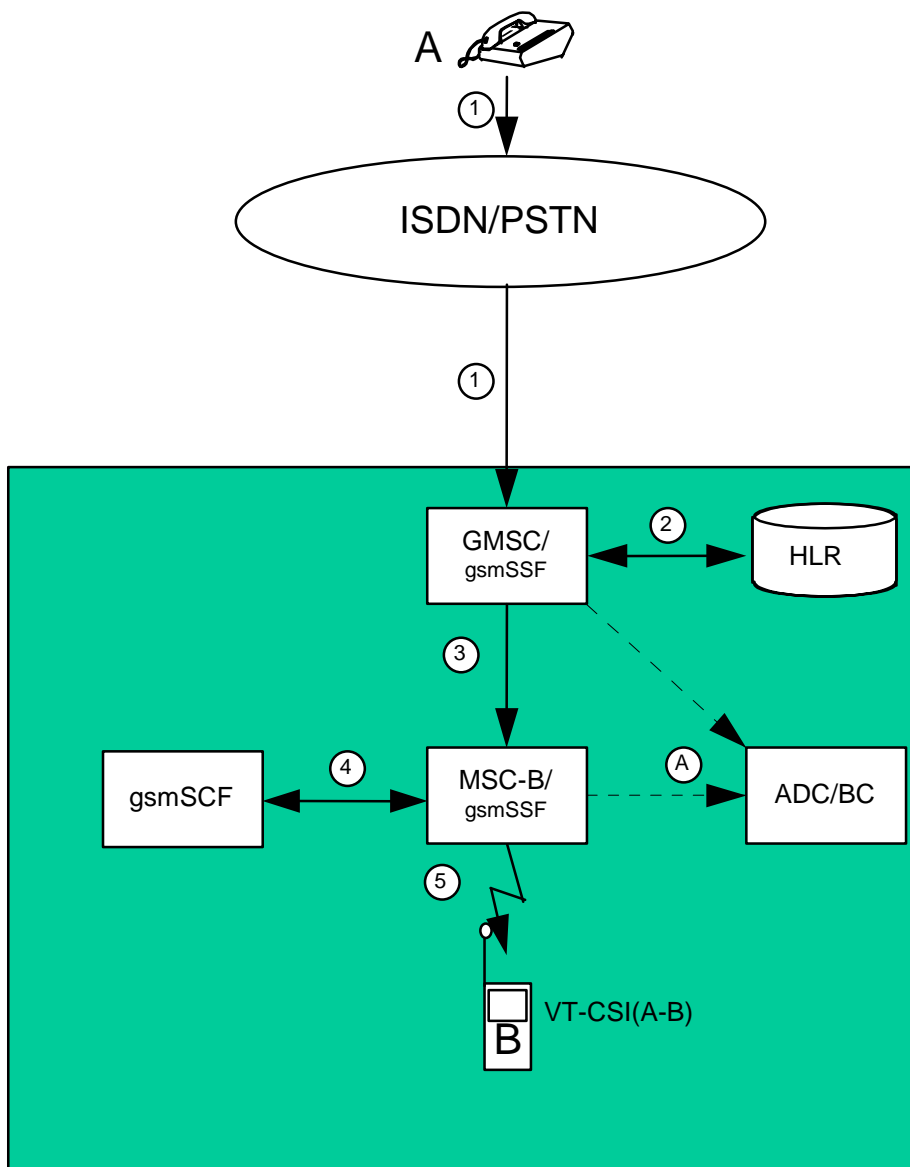 A
1
ISDN/PSTN
1
GMSC/
gsmSSF
2
HLR
3
gsmSCF
4
MSC-B/
gsmSSF
A
ADC/BC
5
VT-CSI(A-B)
B